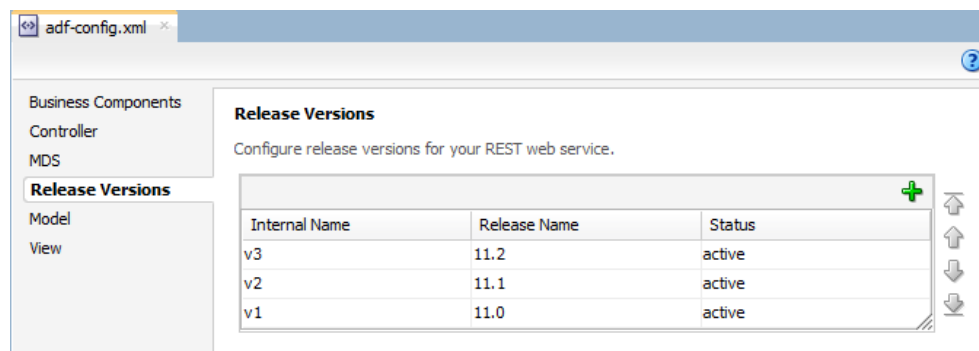 adf-config.xml
?
Business Components
Controller
MDS
Release Versions
Model
View
Release Versions
Configure release versions for your REST web service.
Internal Name Release Name Status
v3 11.2 active
v2 11.1 active
v1 11.0 active